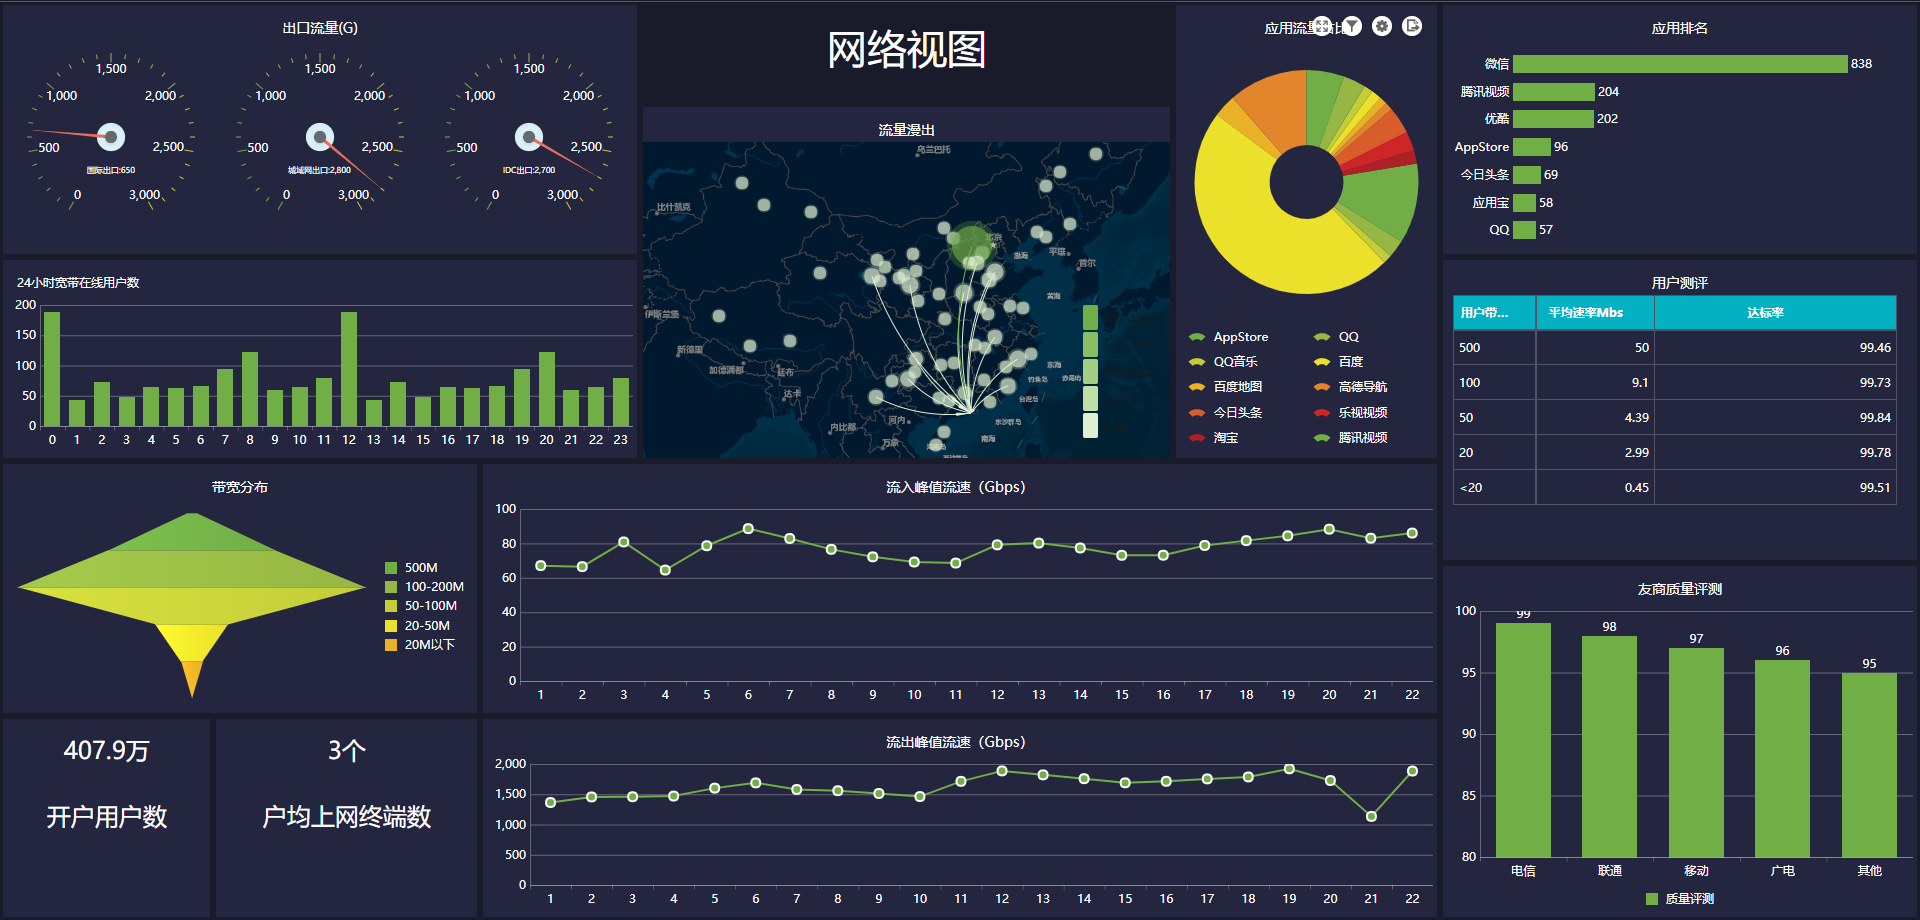 出口流量(G)
0
500
1,000
1,500
2,000
2,500
3,000
国际出口:650
0
500
1,000
1,500
2,000
2,500
3,000
城域网出口:2,800
0
500
1,000
1,500
2,000
2,500
3,000
IDC出口:2,700
网络视图
流量漫出
乌兰巴托
比什凯克
北京
平壤
首尔
渤海
黄海
伊斯兰堡
新德里
加德满都
廷布
达卡
东海
钓鱼岛
赤尾屿
台湾岛
河内
内比都
万象
东沙群岛
南海
应用流量占比
AppStore
QQ
QQ音乐
百度
百度地图
高德导航
今日头条
乐视视频
淘宝
腾讯视频
应用排名
微信 838
腾讯视频 204
优酷 202
AppStore 96
今日头条 69
应用宝 58
QQ 57
24小时宽带在线用户数
200
150
100
50
0
0 1 2 3 4 5 6 7 8 9 10 11 12 13 14 15 16 17 18 19 20 21 22 23
用户测评
用户带... 平均速率Mbs 达标率
500 50 99.46
100 9.1 99.73
50 4.39 99.84
20 2.99 99.78
<20 0.45 99.51
带宽分布
500M
100-200M
50-100M
20-50M
20M以下
流入峰值流速（Gbps）
100
80
60
40
20
0
1 2 3 4 5 6 7 8 9 10 11 12 13 14 15 16 17 18 19 20 21 22
407.9万
开户用户数
3个
户均上网终端数
流出峰值流速（Gbps）
2,000
1,500
1,000
500
0
1 2 3 4 5 6 7 8 9 10 11 12 13 14 15 16 17 18 19 20 21 22
友商质量评测
100
95
90
85
80
99
98
97
96
95
电信 联通 移动 广电 其他
质量评测